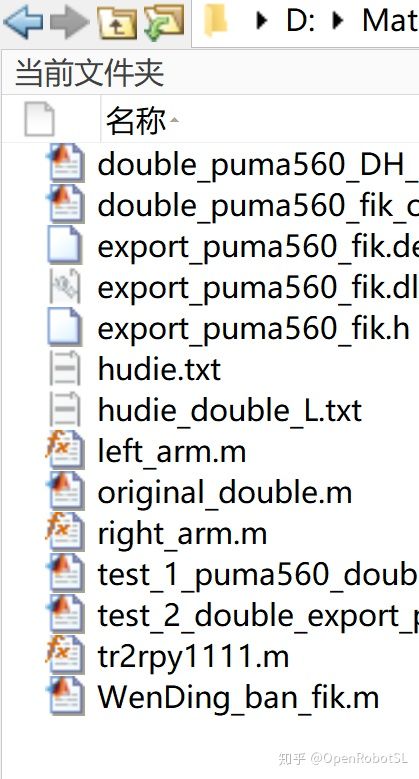 D: Mat
当前文件夹
名称
double_puma560_DH_
double_puma560_fik_c
export_puma560_fik.de
export_puma560_fik.dl
export_puma560_fik.h
hudie.txt
hudie_double_L.txt
left_arm.m
original_double.m
right_arm.m
test_1_puma560_doub
test_2_double_export_p
tr2rpy1111.m
WenDing_ban_fik.m
知乎 @OpenRobotSL